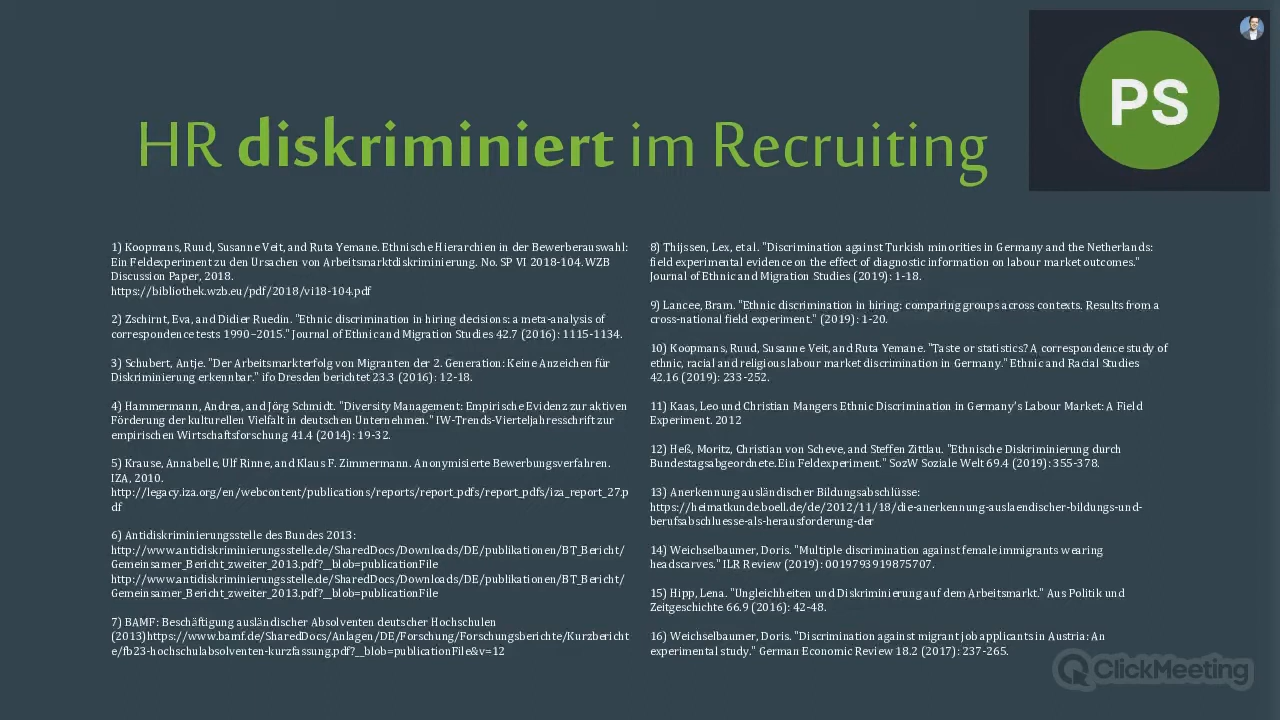 PS
HR diskriminiert im Recruiting
1) Koopmans, Ruud, Susanne Veit, and Ruta Yemane. Ethnische Hierarchien in der Bewerberauswahl:
Ein Feldexperiment zu den Ursachen von Arbeitsmarktdiskriminierung. No. SP VI 2018-104. WZB
Discussion Paper, 2018.
https://bibliothek.wzb.eu/pdf/2018/vi18-104.pdf
2) Zschirnt, Eva, and Didier Ruedin. "Ethnic discrimination in hiring decisions: a meta-analysis of
correspondence tests 1990–2015." Journal of Ethnic and Migration Studies 42.7 (2016): 1115-1134.
3) Schubert, Antje. "Der Arbeitsmarkterfolg von Migranten der 2. Generation: Keine Anzeichen für
Diskriminierung erkennbar." ifo Dresden berichtet 23.3 (2016): 12-18.
4) Hammermann, Andrea, and Jörg Schmidt. "Diversity Management: Empirische Evidenz zur aktiven
Förderung der kulturellen Vielfalt in deutschen Unternehmen." IW-Trends-Vierteljahresschrift zur
empirischen Wirtschaftsforschung 41.4 (2014): 19-32.
5) Krause, Annabelle, Ulf Rinne, and Klaus F. Zimmermann. Anonymisierte Bewerbungsverfahren.
IZA, 2010.
http://legacy.iza.org/en/webcontent/publications/reports/report_pdfs/report_pdfs/iza_report_27.p
df
6) Antidiskriminierungsstelle des Bundes 2013:
http://www.antidiskriminierungsstelle.de/SharedDocs/Downloads/DE/publikationen/BT_Bericht/
Gemeinsamer_Bericht_zweiter_2013.pdf?__blob=publicationFile
http://www.antidiskriminierungsstelle.de/SharedDocs/Downloads/DE/publikationen/BT_Bericht/
Gemeinsamer_Bericht_zweiter_2013.pdf?__blob=publicationFile
7) BAMF: Beschäftigung ausländischer Absolventen deutscher Hochschulen
(2013)https://www.bamf.de/SharedDocs/Anlagen/DE/Forschung/Forschungsberichte/Kurzbericht
e/fb23-hochschulabsolventen-kurzfassung.pdf?__blob=publicationFile&v=12
8) Thijssen, Lex, et al. "Discrimination against Turkish minorities in Germany and the Netherlands:
field experimental evidence on the effect of diagnostic information on labour market outcomes."
Journal of Ethnic and Migration Studies (2019): 1-18.
9) Lancee, Bram. "Ethnic discrimination in hiring: comparing groups across contexts. Results from a
cross-national field experiment." (2019): 1-20.
10) Koopmans, Ruud, Susanne Veit, and Ruta Yemane. "Taste or statistics? A correspondence study of
ethnic, racial and religious labour market discrimination in Germany." Ethnic and Racial Studies
42.16 (2019): 233-252.
11) Kaas, Leo und Christian Mangers Ethnic Discrimination in Germany's Labour Market: A Field
Experiment. 2012
12) Heß, Moritz, Christian von Scheve, and Steffen Zittlau. "Ethnische Diskriminierung durch
Bundestagsabgeordnete. Ein Feldexperiment." SozW Soziale Welt 69.4 (2019): 355-378.
13) Anerkennung ausländischer Bildungsabschlüsse:
https://heimatkunde.boell.de/de/2012/11/18/die-anerkennung-auslaendischer-bildungs-und-
berufsabschluesse-als-herausforderung-der
14) Weichselbaumer, Doris. "Multiple discrimination against female immigrants wearing
headscarves." ILR Review (2019): 0019793919875707.
15) Hipp, Lena. "Ungleichheiten und Diskriminierung auf dem Arbeitsmarkt." Aus Politik und
Zeitgeschichte 66.9 (2016): 42-48.
16) Weichselbaumer, Doris. "Discrimination against migrant job applicants in Austria: An
experimental study." German Economic Review 18.2 (2017): 237-265.
ClickMeeting